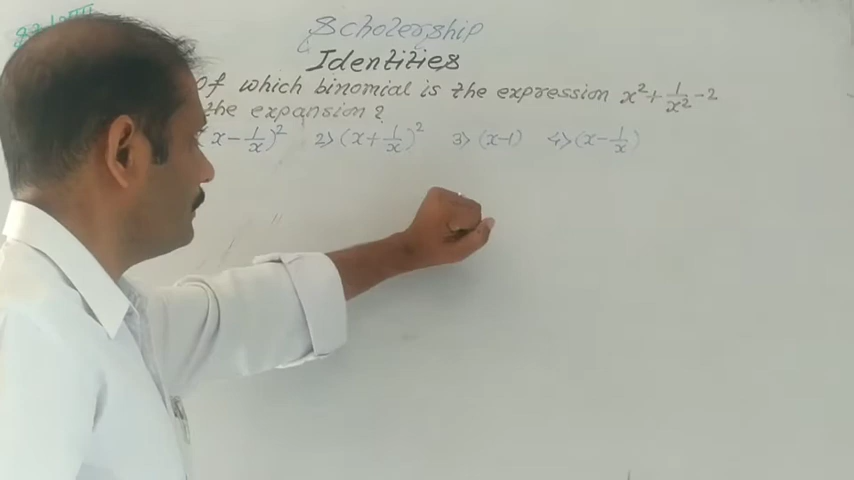 Scholership
Identities
of which binomial is the expression x² + 1/x² - 2
the expansion ?
(x - 1/x)² 2> (x + 1/x)² 3> (x-1) 4> (x - 1/x)